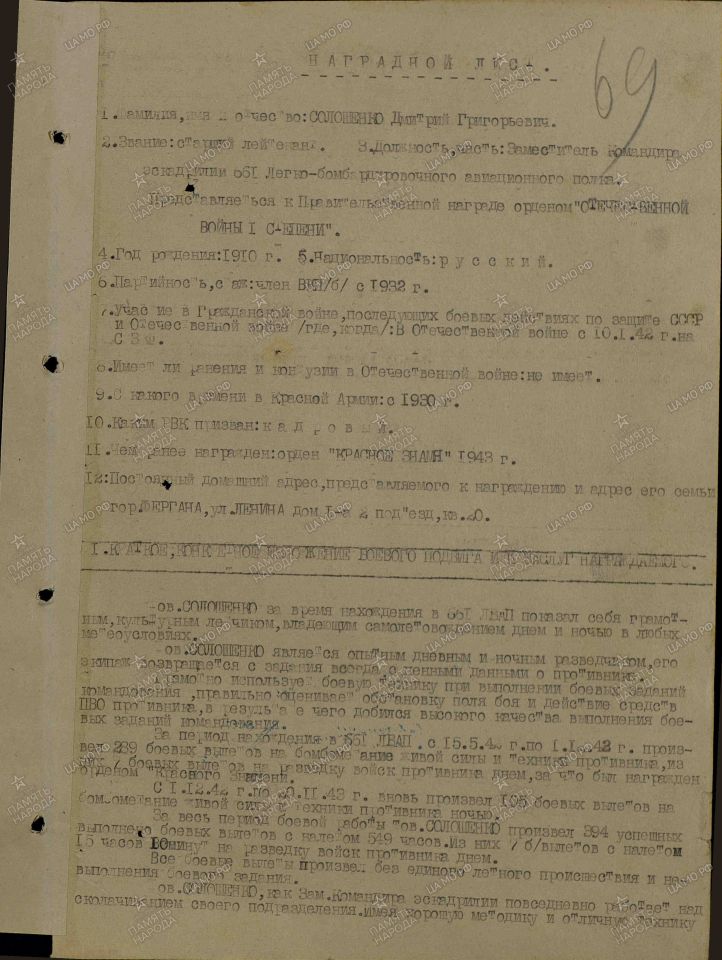 69
НАГРАДНОЙ ЛИСТ.
1.Фамилия,имя и отчество:СОЛОШЕНКО Дмитрий Григорьевич.
2.Звание:старший лейтенант. 3.Должность,часть:Заместитель Командира
эскадрилии 661 Легко-бомбардировочного авиационного полка.
Представляеться к Правительственной награде орденом"ОТЕЧЕСТВЕННОЙ
ВОЙНЫ I СТЕПЕНИ".
4.Год рождения:1910 г. 5.Национальность:р у с с к и й.
6.Партийность,стаж:член ВКП/б/ с 1932 г.
7.Участие в Гражданской войне,последующих боевых действиях по защите СССР
и Отечественной войне /где,когда/:В Отечественной войне с 10.1.42 г.на
С З Ф.
8.Имеет ли ранения и контузии в Отечественной войне:не имеет.
9.С какого времени в Красной Армии:с 1930 г.
10.Каким РВК призван:к а д р о в ы й.
11.Чем ранее награжден:орден "КРАСНОЕ ЗНАМЯ" 1943 г.
12:Постоянный домашний адрес,представляемого к награждению и адрес его семьи
гор.ФЕРГАНА,ул.ЛЕНИНА дом 1-а 2 подъезд,кв.20.
I.КРАТКОЕ,КОНКРЕТНОЕ ИЗЛОЖЕНИЕ БОЕВОГО ПОДВИГА И ЗАСЛУГ НАГРАЖДАЕМОГО.
Тов.СОЛОШЕНКО за время нахождения в 661 ЛБАП показал себя грамот-
ным,культурным летчиком,владеющим самолетовождением днем и ночью в любых
метеоусловиях.
Тов.СОЛОШЕНКО является опытным дневным и ночным разведчиком,его
экипаж возвращается с задания всегда с ценными данными о противнике.
Грамотно использует боевую технику при выполнении боевых заданий
командования ,правильно оценивает обстановку поля боя и действие средств
ПВО противника,в результате чего добился высокого качества выполнения бое-
вых заданий командования.
За период нахождения в 661 ЛБАП с 15.5.42 г.по 42 г. произ-
вел 289 боевых вылетов на бомбометание живой силы и техники противника,из
них 7 боевых вылетов на разведку войск противника днем,за что был награжден
орденом "Красного Знамени.
С 1.12.42 г.по 20.11.43 г. вновь произвел 105 боевых вылетов на
бомбометание живой силы и техники противника ночью.
За весь период боевой работы тов.СОЛОШЕНКО произвел 394 успешных
выполнено боевых вылетов с налетом 549 часов.Из них 7 б/вылетов с налетом
15 часов 10минут на разведку войск противника днем.
Все боевые вылеты произвел без единого летного происшествия и не-
выполнения боевого задания.
Тов.СОЛОШЕНКО,как Зам.Командира эскадрилии повседневно работает над
сколачиванием своего подразделения.имея хорошую методику и отличную технику